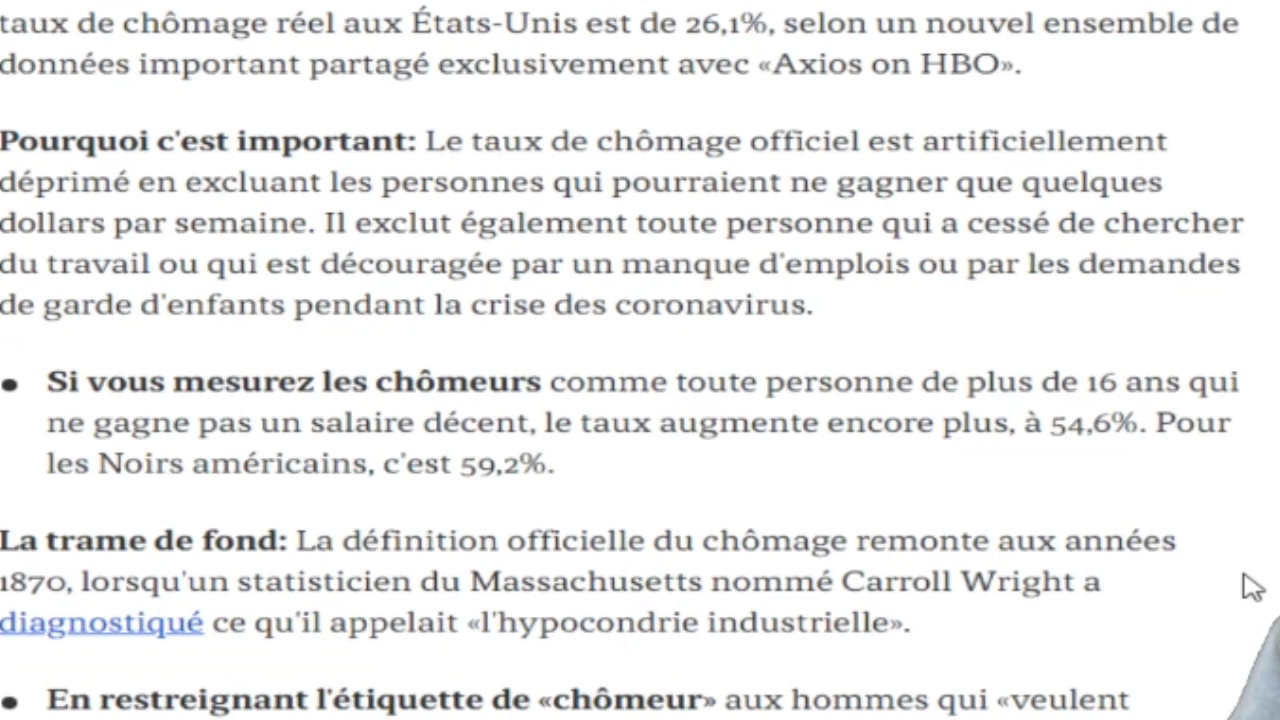 taux de chômage réel aux États-Unis est de 26,1%, selon un nouvel ensemble de
données important partagé exclusivement avec «Axios on HBO».
Pourquoi c'est important: Le taux de chômage officiel est artificiellement
déprimé en excluant les personnes qui pourraient ne gagner que quelques
dollars par semaine. Il exclut également toute personne qui a cessé de chercher
du travail ou qui est découragée par un manque d'emplois ou par les demandes
de garde d'enfants pendant la crise des coronavirus.
• Si vous mesurez les chômeurs comme toute personne de plus de 16 ans qui
ne gagne pas un salaire décent, le taux augmente encore plus, à 54,6%. Pour
les Noirs américains, c'est 59,2%.
La trame de fond: La définition officielle du chômage remonte aux années
1870, lorsqu'un statisticien du Massachusetts nommé Carroll Wright a
diagnostiqué ce qu'il appelait «l'hypocondrie industrielle».
• En restreignant l'étiquette de «chômeur» aux hommes qui «veulent